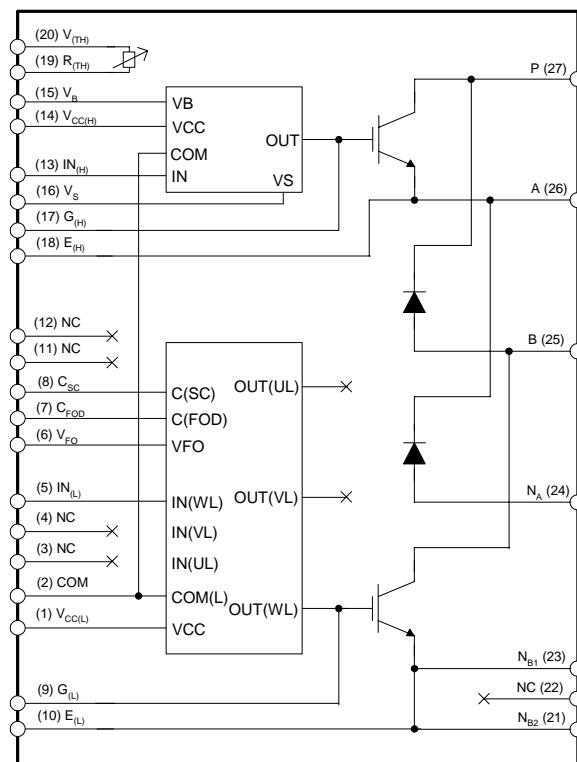 (20) V(TH)
(19) R(TH)
(15) VB
(14) VCC(H)
(13) IN(H)
(16) VS
(17) G(H)
(18) E(H)
VB
VCC
COM
IN
OUT
VS
P (27)
A (26)
B (25)
NA (24)
(12) NC
(11) NC
(8) CSC
(7) CFOD
(6) VFO
(5) IN(L)
(4) NC
(3) NC
(2) COM
(1) VCC(L)
(9) G(L)
(10) E(L)
C(SC)
C(FOD)
VFO
IN(WL)
IN(VL)
IN(UL)
COM(L)
VCC
OUT(UL)
OUT(VL)
OUT(WL)
NB1 (23)
NC (22)
NB2 (21)